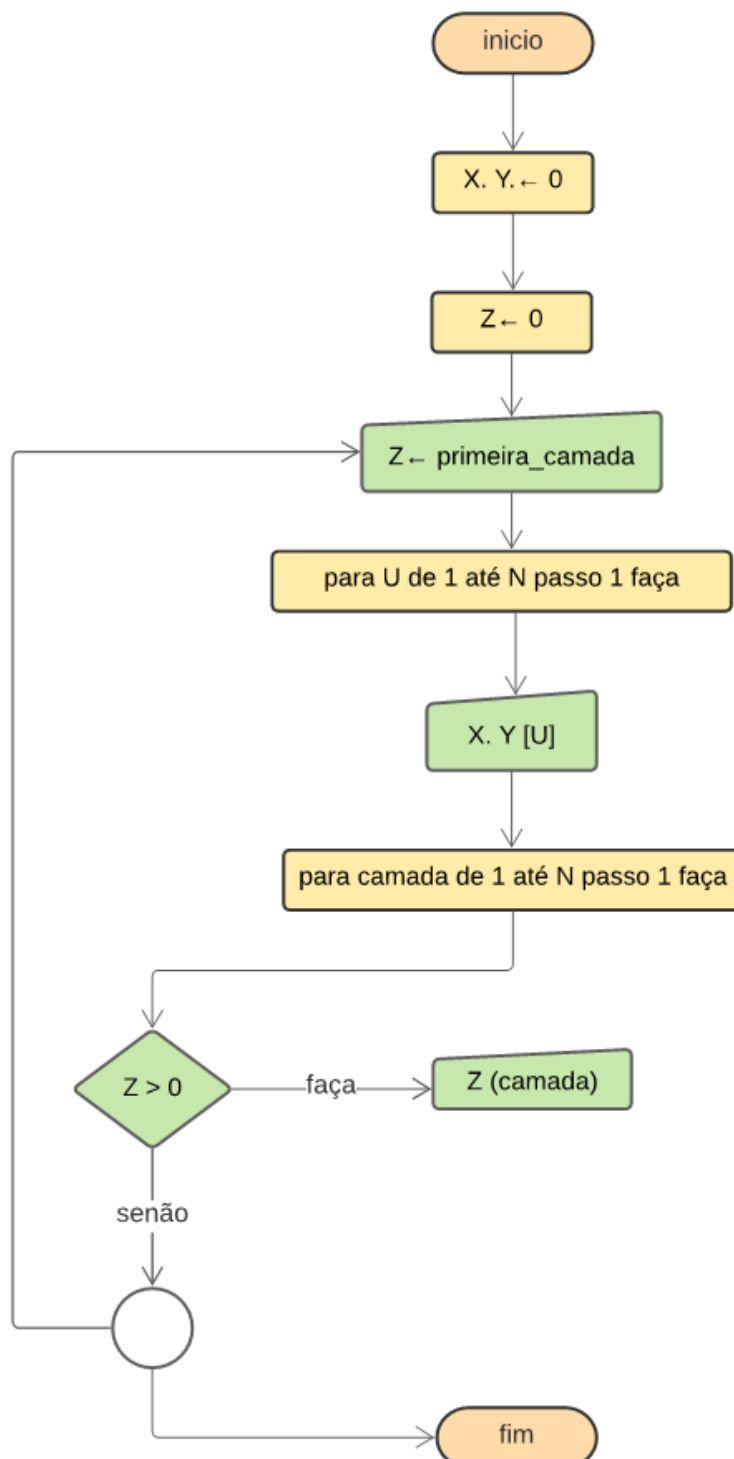 inicio
X. Y.← 0
Z← 0
Z← primeira_camada
para U de 1 até N passo 1 faça
X. Y [U]
para camada de 1 até N passo 1 faça
Z > 0
faça
Z (camada)
senão
fim